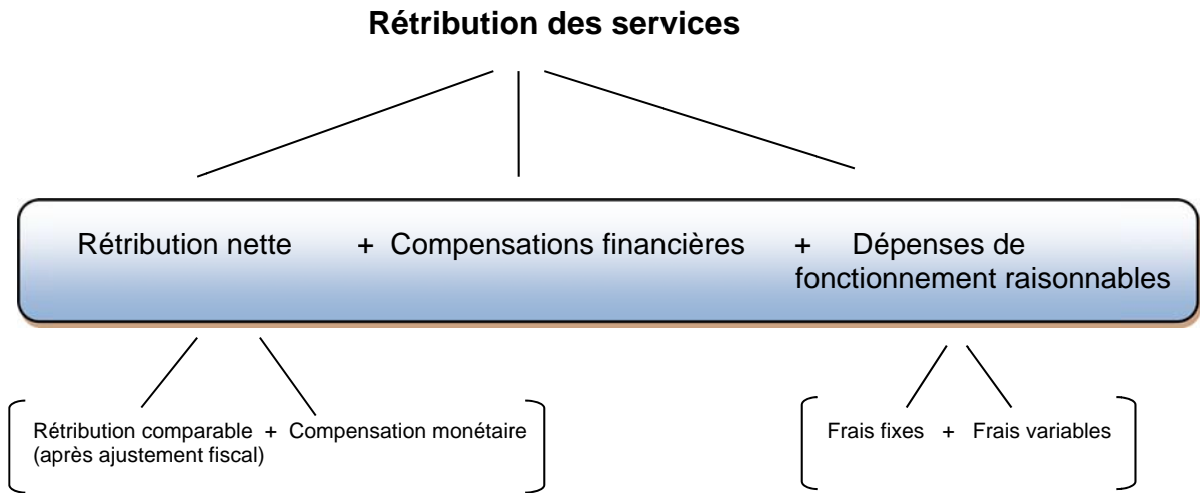 Rétribution des services
Rétribution nette + Compensations financières + Dépenses de
fonctionnement raisonnables
Rétribution comparable + Compensation monétaire
(après ajustement fiscal)
Frais fixes + Frais variables